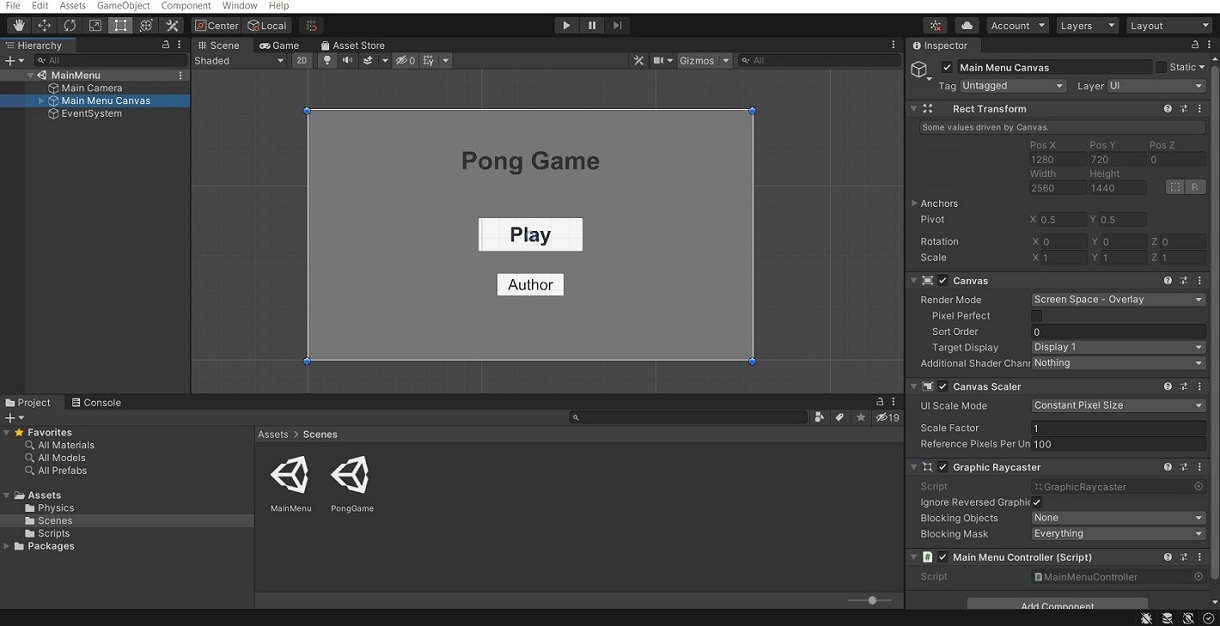 File Edit Assets GameObject Component Window Help
Center Local Account Layers Layout
Hierarchy
All
MainMenu
Main Camera
Main Menu Canvas
EventSystem
Scene Game Asset Store
Shaded 2D 0 Gizmos All
Pong Game
Play
Author
Inspector
Main Menu Canvas Static
Tag Untagged Layer UI
Rect Transform
Some values driven by Canvas.
Pos X Pos Y Pos Z
1280 720 0
Width Height
2560 1440 R
Anchors
Pivot X 0.5 Y 0.5
Rotation X 0 Y 0 Z 0
Scale X 1 Y 1 Z 1
Canvas
Render Mode Screen Space - Overlay
Pixel Perfect
Sort Order 0
Target Display Display 1
Additional Shader Chann Nothing
Canvas Scaler
UI Scale Mode Constant Pixel Size
Scale Factor 1
Reference Pixels Per Un 100
Graphic Raycaster
Script GraphicRaycaster
Ignore Reversed Graphic
Blocking Objects None
Blocking Mask Everything
Main Menu Controller (Script)
Script MainMenuController
Add Component
Project Console
19
Favorites
All Materials
All Models
All Prefabs
Assets
Physics
Scenes
Scripts
Packages
Assets > Scenes
MainMenu PongGame